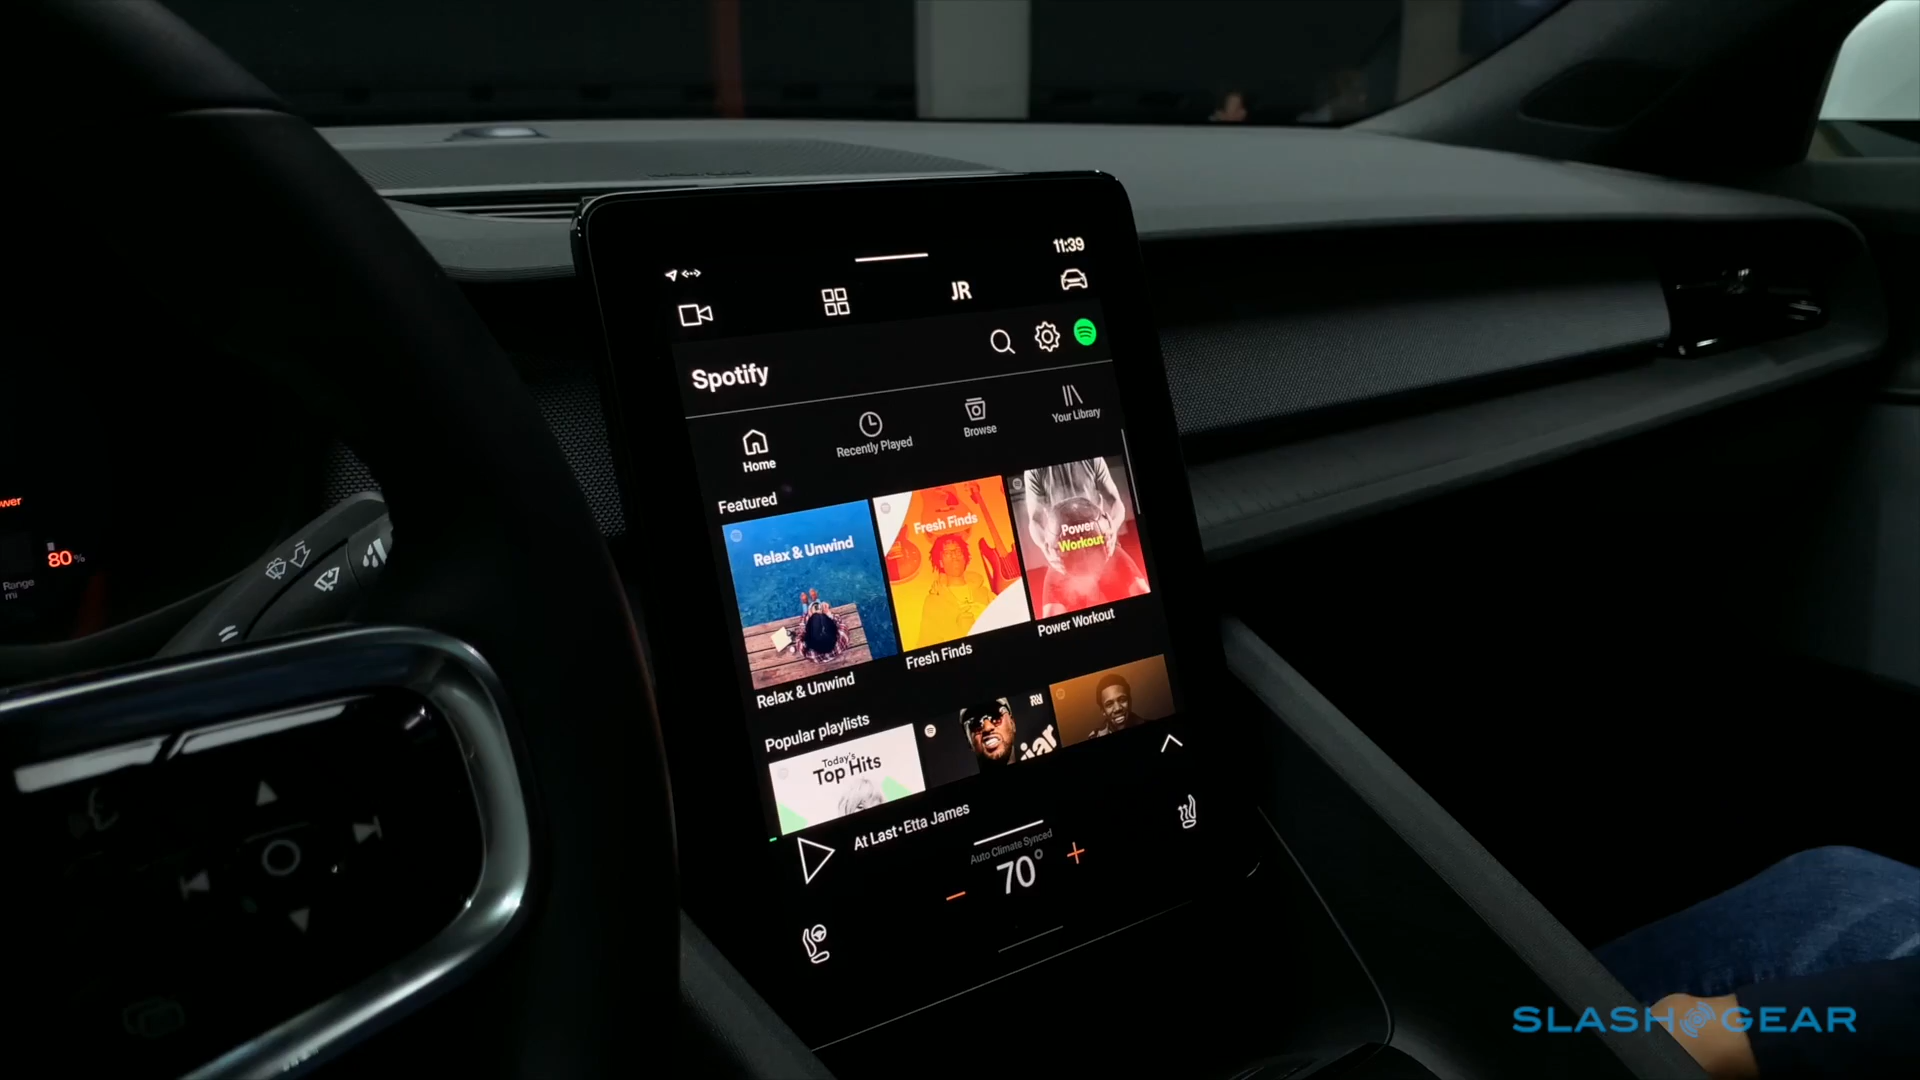 11:39
JR
Spotify
Home
Recently Played
Browse
Your Library
Featured
Relax & Unwind
Fresh Finds
Power
Workout
Relax & Unwind
Fresh Finds
Power Workout
Popular playlists
Today's
Top Hits
At Last • Etta James
Auto Climate Synced
− 70° +
80%
Range
mi
SLASHGEAR